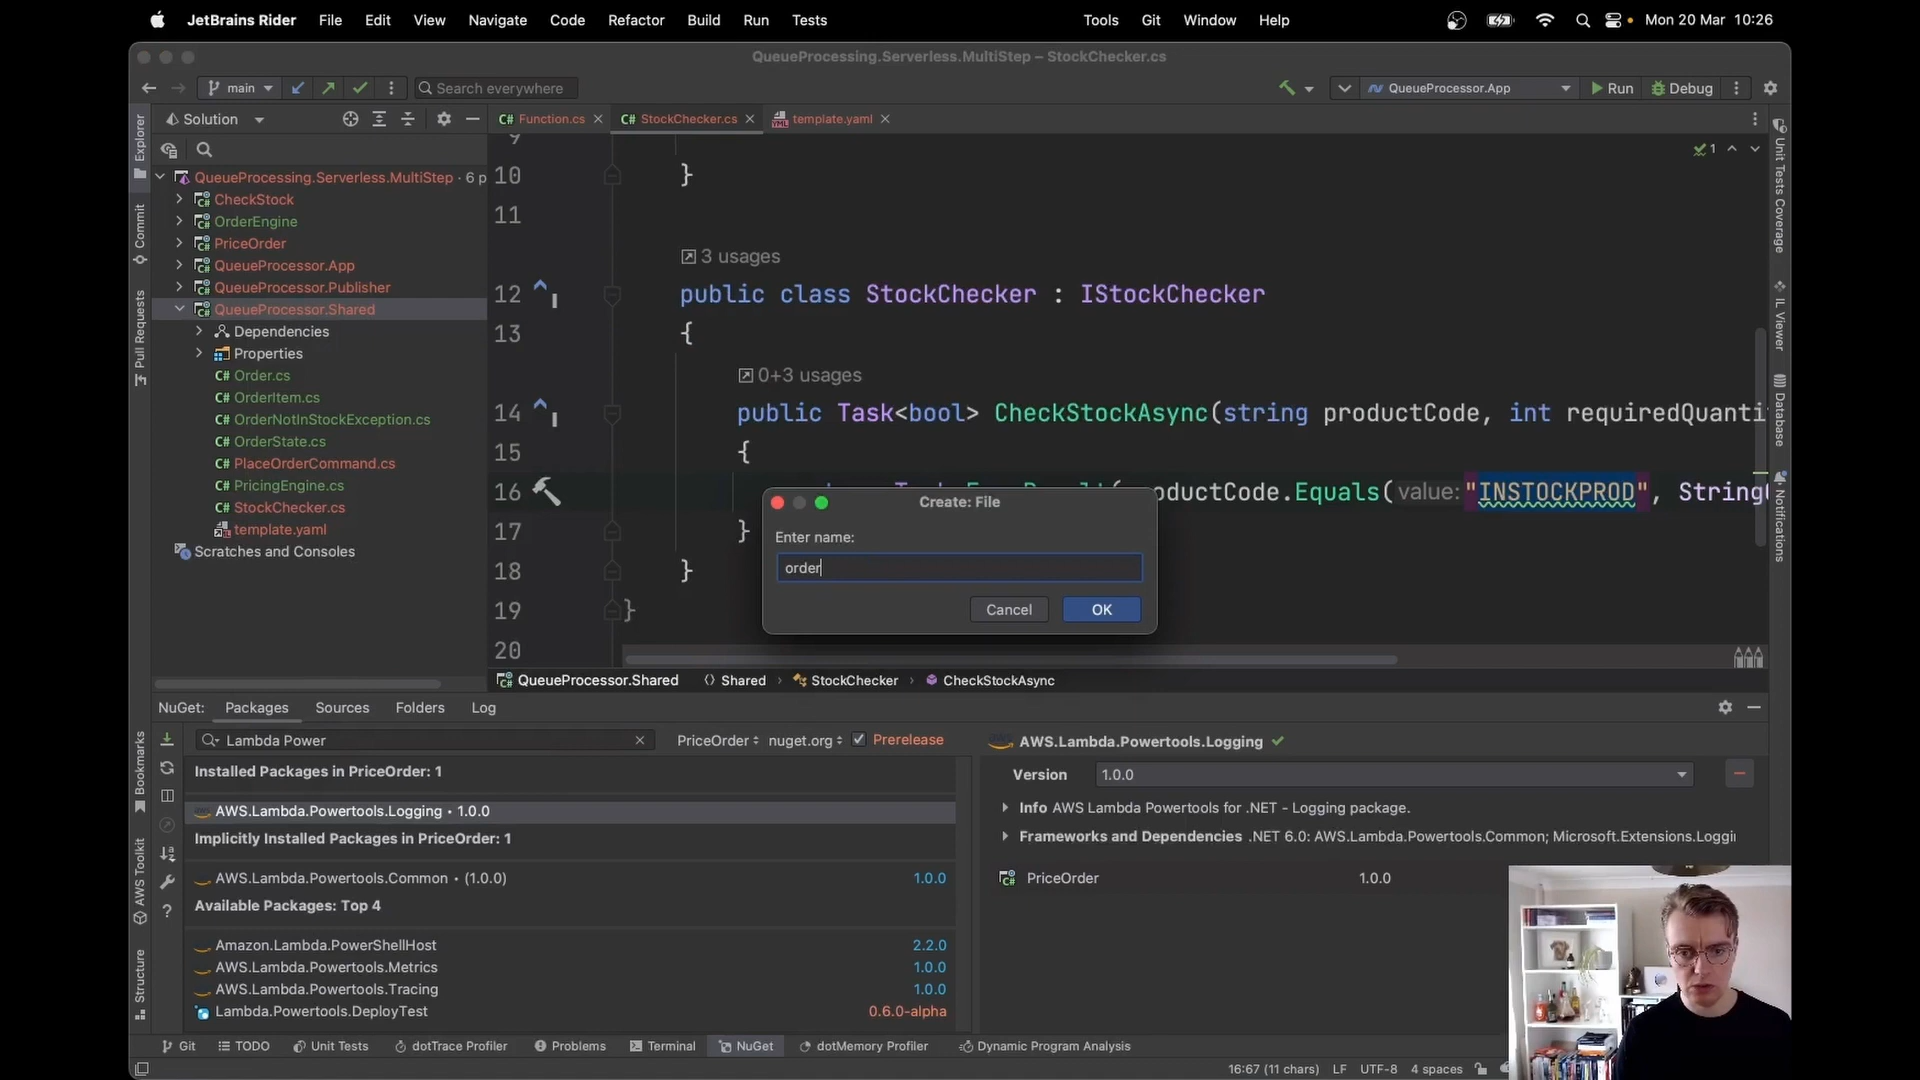 JetBrains Rider File Edit View Navigate Code Refactor Build Run Tests Tools Git Window Help Mon 20 Mar 10:26
QueueProcessing.Serverless.MultiStep – StockChecker.cs
main Search everywhere QueueProcessor.App Run Debug
Solution Function.cs StockChecker.cs template.yaml
Explorer
Commit
Pull Requests
Bookmarks
AWS Toolkit
Structure
QueueProcessing.Serverless.MultiStep · 6 p
CheckStock
OrderEngine
PriceOrder
QueueProcessor.App
QueueProcessor.Publisher
QueueProcessor.Shared
Dependencies
Properties
C# Order.cs
C# OrderItem.cs
C# OrderNotInStockException.cs
C# OrderState.cs
C# PlaceOrderCommand.cs
C# PricingEngine.cs
C# StockChecker.cs
template.yaml
Scratches and Consoles
9
10 }
11
3 usages
12 public class StockChecker : IStockChecker
13 {
0+3 usages
14 public Task<bool> CheckStockAsync(string productCode, int requiredQuanti
15 {
16 oductCode.Equals( value: "INSTOCKPROD", String
17 }
18 }
19 }
20
1
Create: File
Enter name:
order
Cancel OK
Unit Tests Coverage
IL Viewer
Database
Notifications
QueueProcessor.Shared Shared › StockChecker › CheckStockAsync
NuGet: Packages Sources Folders Log
Lambda Power PriceOrder nuget.org Prerelease
Installed Packages in PriceOrder: 1
AWS.Lambda.Powertools.Logging • 1.0.0
Implicitly Installed Packages in PriceOrder: 1
AWS.Lambda.Powertools.Common • (1.0.0) 1.0.0
Available Packages: Top 4
Amazon.Lambda.PowerShellHost 2.2.0
AWS.Lambda.Powertools.Metrics 1.0.0
AWS.Lambda.Powertools.Tracing 1.0.0
Lambda.Powertools.DeployTest 0.6.0-alpha
AWS.Lambda.Powertools.Logging
Version 1.0.0
Info AWS Lambda Powertools for .NET - Logging package.
Frameworks and Dependencies .NET 6.0: AWS.Lambda.Powertools.Common; Microsoft.Extensions.Loggi
PriceOrder 1.0.0
Git TODO Unit Tests dotTrace Profiler Problems Terminal NuGet dotMemory Profiler Dynamic Program Analysis
16:67 (11 chars) LF UTF-8 4 spaces